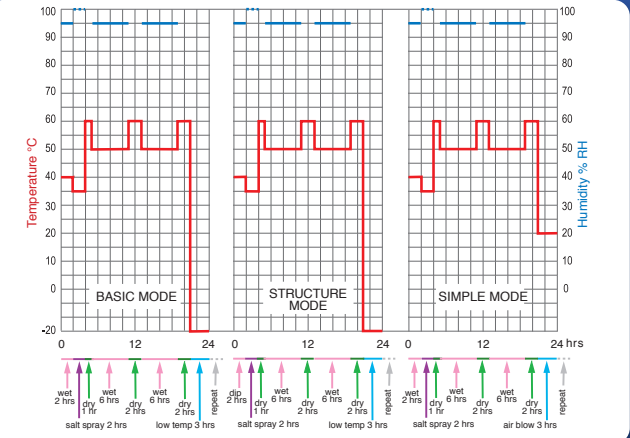 100
90
80
70
60
50
40
30
20
10
0
-20
Temperature °C
100
90
80
70
60
50
40
30
20
10
0
Humidity % RH
BASIC MODE
STRUCTURE
MODE
SIMPLE MODE
0 12 24
0 12 24
0 12 24 hrs
wet
2 hrs
salt spray 2 hrs
dry
1 hr
wet
6 hrs
dry
2 hrs
wet
6 hrs
dry
2 hrs
low temp 3 hrs
repeat
dip
2 hrs
salt spray 2 hrs
dry
1 hr
wet
6 hrs
dry
2 hrs
wet
6 hrs
dry
2 hrs
low temp 3 hrs
repeat
wet
2 hrs
salt spray 2 hrs
dry
1 hr
wet
6 hrs
dry
2 hrs
wet
6 hrs
dry
2 hrs
air blow 3 hrs
repeat